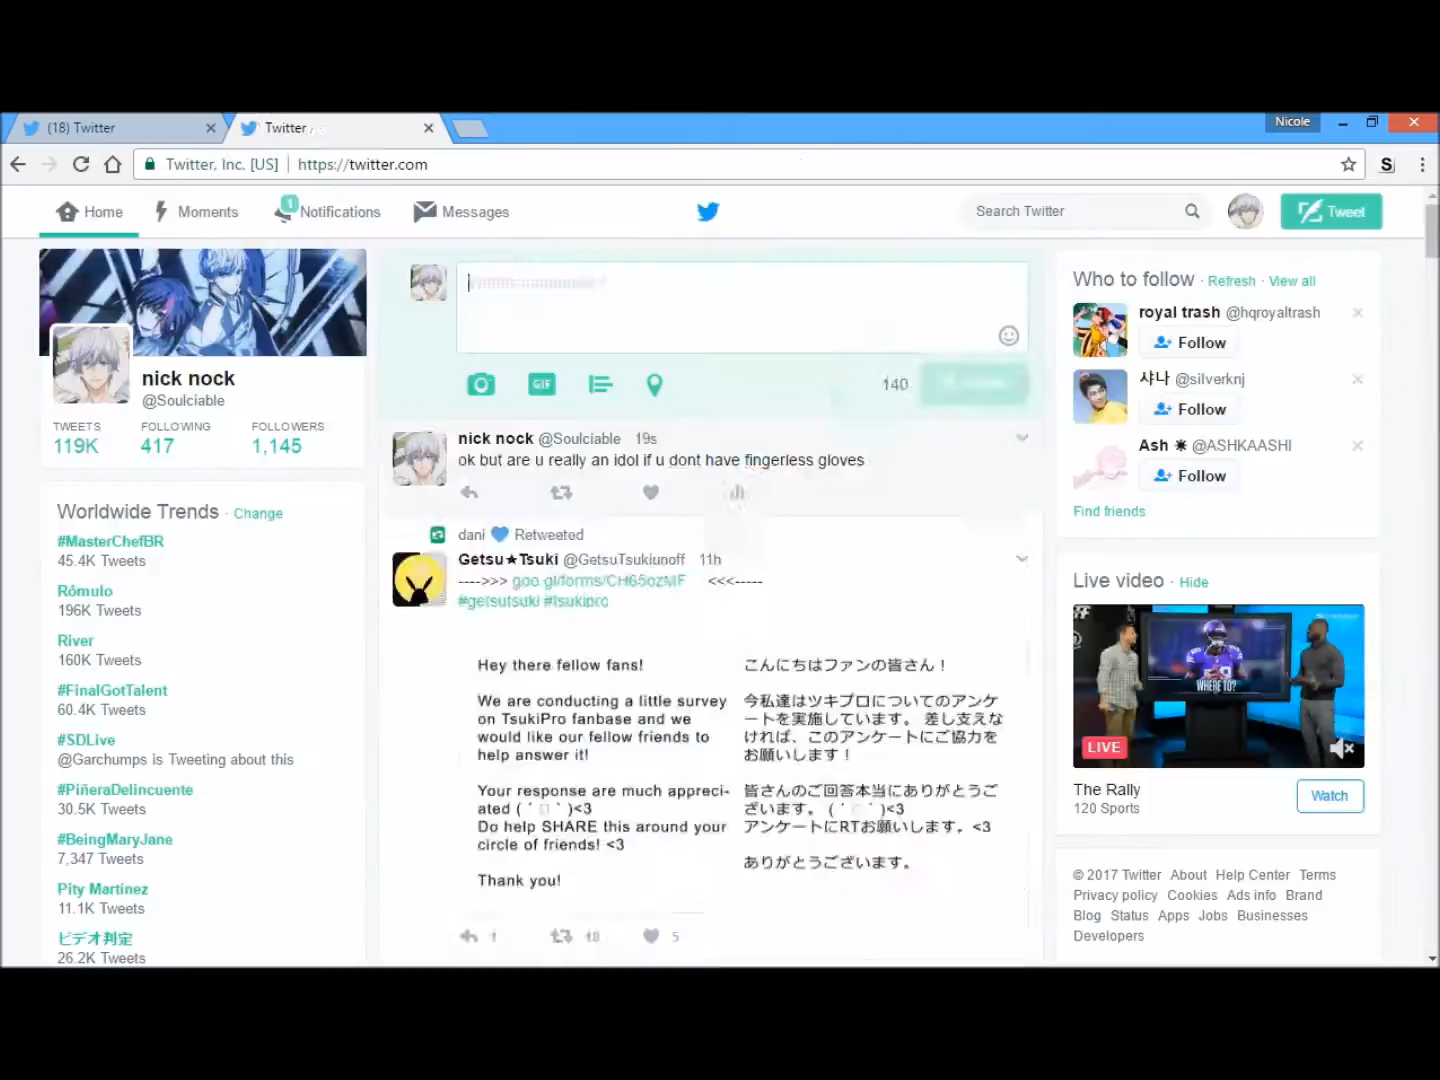 (18) Twitter
Twitter
Nicole
Twitter, Inc. [US]
https://twitter.com
S
Home
Moments
1
Notifications
Messages
Search Twitter
Tweet
nick nock
@Soulciable
TWEETS
FOLLOWING
FOLLOWERS
119K
417
1,145
Worldwide Trends · Change
#MasterChefBR
45.4K Tweets
Rômulo
196K Tweets
River
160K Tweets
#FinalGotTalent
60.4K Tweets
#SDLive
@Garchumps is Tweeting about this
#PiñeraDelincuente
30.5K Tweets
#BeingMaryJane
7,347 Tweets
Pity Martinez
11.1K Tweets
ビデオ判定
26.2K Tweets
GIF
140
nick nock @Soulciable 19s
ok but are u really an idol if u dont have fingerless gloves
dani 💙 Retweeted
Getsu★Tsuki @GetsuTsukiunoff 11h
---->>> goo.gl/forms/CH65ozMF <<<-----
#getsutsuki #tsukipro
Hey there fellow fans!
We are conducting a little survey
on TsukiPro fanbase and we
would like our fellow friends to
help answer it!
Your response are much appreci-
ated ( ´ □ ` )<3
Do help SHARE this around your
circle of friends! <3
Thank you!
こんにちはファンの皆さん！
今私達はツキプロについてのアンケ
ートを実施しています。 差し支えな
ければ、このアンケートにご協力を
お願いします！
皆さんのご回答本当にありがとうご
ざいます。 ( ´ □ ` )<3
アンケートにRTお願いします。<3
ありがとうございます。
1
18
5
Who to follow · Refresh · View all
royal trash @hqroyaltrash
Follow
샤나 @silverknj
Follow
Ash ☀ @ASHKAASHI
Follow
Find friends
Live video · Hide
WHERE TO?
LIVE
The Rally
120 Sports
Watch
© 2017 Twitter About Help Center Terms
Privacy policy Cookies Ads info Brand
Blog Status Apps Jobs Businesses
Developers